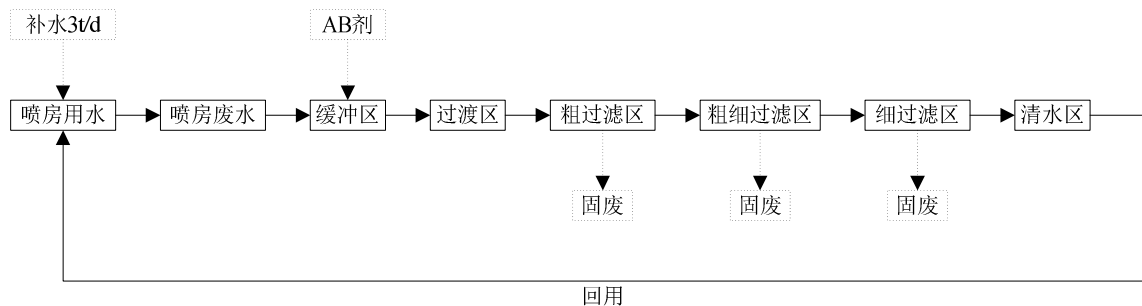 补水3t/d
AB剂
喷房用水
喷房废水
缓冲区
过渡区
粗过滤区
粗细过滤区
细过滤区
清水区
固废
固废
固废
回用